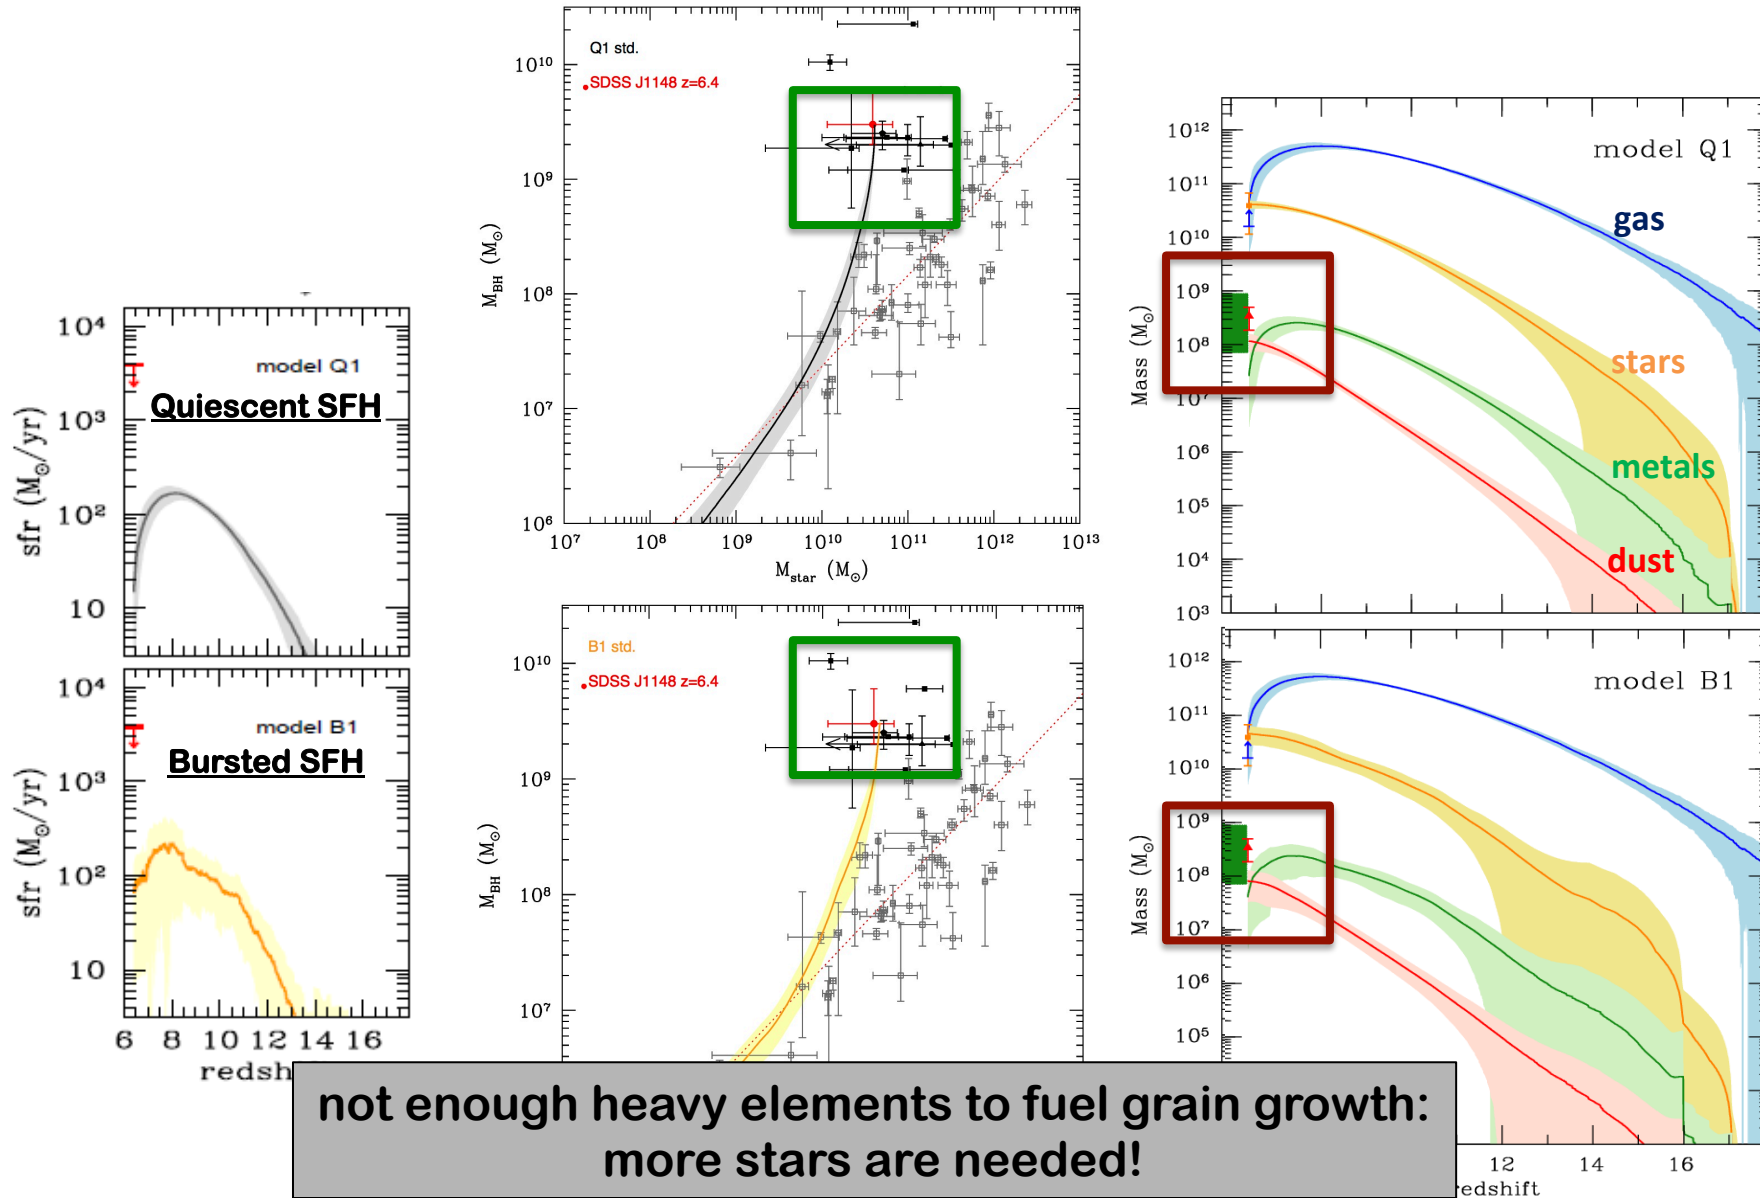 10⁴
model Q1
Quiescent SFH
10³
10²
10
sfr (M⊙/yr)
10⁴
model B1
Bursted SFH
10³
10²
10
sfr (M⊙/yr)
6 8 10 12 14 16
redsh
Q1 std.
SDSS J1148 z=6.4
10¹⁰
10⁹
10⁸
10⁷
10⁶
M_BH (M⊙)
10⁷ 10⁸ 10⁹ 10¹⁰ 10¹¹ 10¹² 10¹³
M_star (M⊙)
B1 std.
SDSS J1148 z=6.4
10¹⁰
10⁹
10⁸
10⁷
M_BH (M⊙)
model Q1
gas
stars
metals
dust
10¹²
10¹¹
10¹⁰
10⁹
10⁸
10⁷
10⁶
10⁵
10⁴
10³
Mass (M⊙)
model B1
10¹²
10¹¹
10¹⁰
10⁹
10⁸
10⁷
10⁶
10⁵
Mass (M⊙)
12 14 16
edshift
not enough heavy elements to fuel grain growth:
more stars are needed!